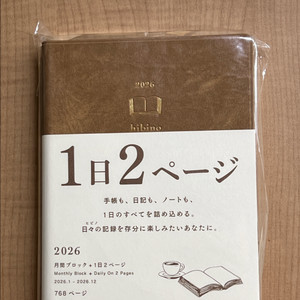 2026
bibino
1日2ページ
手帳も、日記も、ノートも、
1日のすべてを詰め込める。
日々の記録を存分に楽しみたいあなたに。
2026
月間ブロック+1日2ページ
Monthly Block + Daily On 2 Pages
2026.1 - 2026.12
768ページ